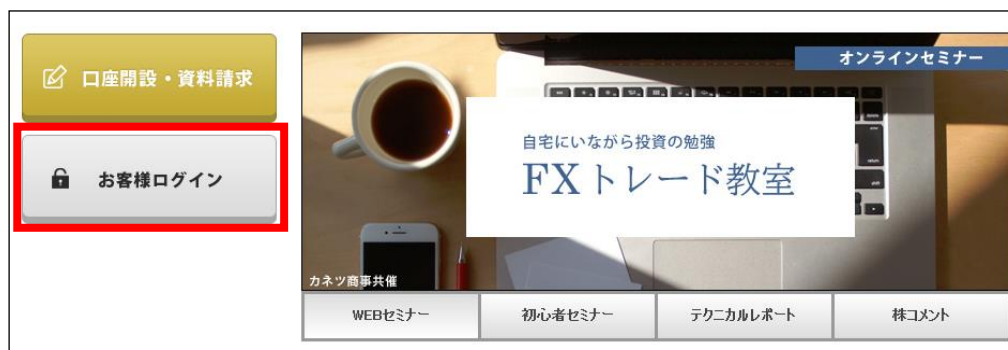 口座開設・資料請求
お客様ログイン
オンラインセミナー
自宅にいながら投資の勉強
FXトレード教室
カネツ商事共催
WEBセミナー
初心者セミナー
テクニカルレポート
株コメント